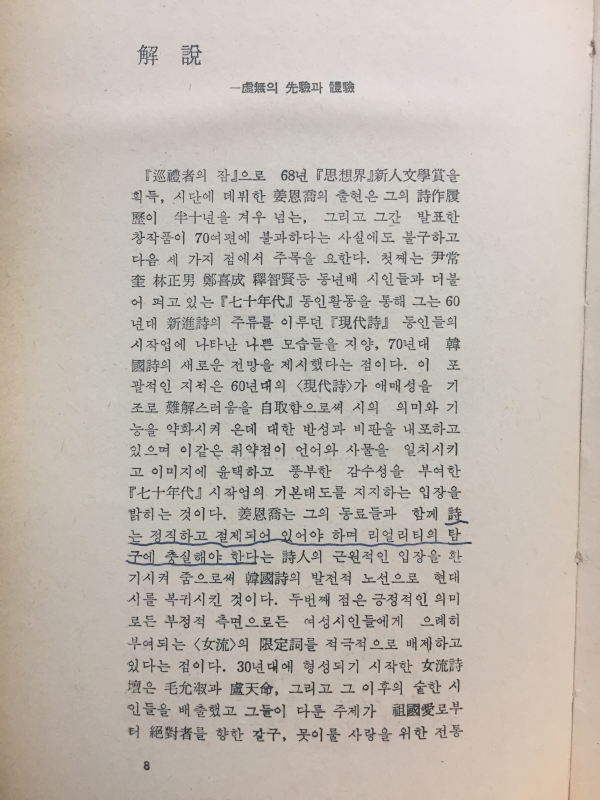 解 說
—虛無의 先驗과 體驗
『巡禮者의 잠』으로 68년 『思想界』新人文學賞을
획득, 시단에 데뷔한 姜恩喬의 출현은 그의 詩作履
歷이 半十년을 겨우 넘는, 그리고 그간 발표한
창작품이 70여편에 불과하다는 사실에도 불구하고
다음 세 가지 점에서 주목을 요한다. 첫째는 尹常
奎 林正男 鄭喜成 釋智賢등 동년배 시인들과 더불
어 펴고 있는 『七十年代』동인활동을 통해 그는 60
년대 新進詩의 주류를 이루던 『現代詩』 동인들의
시작업에 나타난 나쁜 모습들을 지양, 70년대 韓
國詩의 새로운 전망을 제시했다는 점이다. 이 포
괄적인 지적은 60년대의 〈現代詩〉가 애매성을 기
조로 難解스러움을 自取함으로써 시의 의미와 기
능을 약화시켜 온데 대한 반성과 비판을 내포하고
있으며 이같은 취약점이 언어와 사물을 일치시키
고 이미지에 윤택하고 풍부한 감수성을 부여한
『七十年代』 시작업의 기본태도를 지지하는 입장을
밝히는 것이다. 姜恩喬는 그의 동료들과 함께 詩
는 정직하고 절제되어 있어야 하며 리얼리티의 탐
구에 충실해야 한다는 詩人의 근원적인 입장을 환
기시켜 줌으로써 韓國詩의 발전적 노선으로 현대
시를 복귀시킨 것이다. 두번째 점은 긍정적인 의미
로든 부정적 측면으로든 여성시인들에게 으례히
부여되는 〈女流〉의 限定詞를 적극적으로 배제하고
있다는 점이다. 30년대에 형성되기 시작한 女流詩
壇은 毛允淑과 盧天命, 그리고 그 이후의 숱한 시
인들을 배출했고 그들이 다룬 주제가 祖國愛로부
터 絕對者를 향한 갈구, 못이룰 사랑을 위한 전통
8